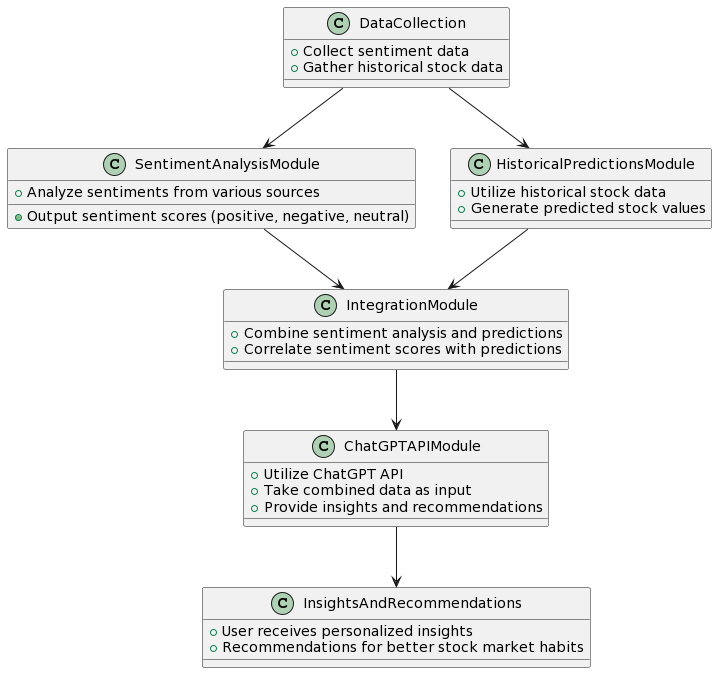 C DataCollection
+ Collect sentiment data
+ Gather historical stock data
C SentimentAnalysisModule
Analyze sentiments from various sources
Output sentiment scores (positive, negative, neutral)
C HistoricalPredictionsModule
Utilize historical stock data
Generate predicted stock values
C IntegrationModule
Combine sentiment analysis and predictions
Correlate sentiment scores with predictions
C ChatGPTAPIModule
Utilize ChatGPT API
Take combined data as input
Provide insights and recommendations
C InsightsAndRecommendations
User receives personalized insights
Recommendations for better stock market habits